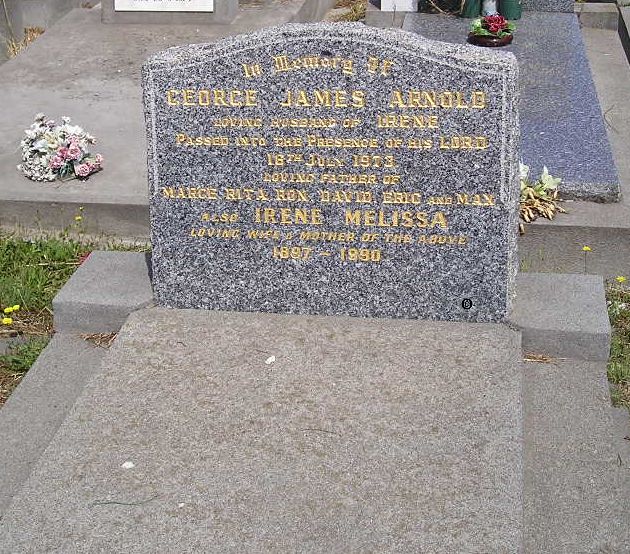 In Memory Of
GEORGE JAMES ARNOLD
LOVING HUSBAND OF IRENE
PASSED INTO THE PRESENCE OF HIS LORD
18TH JULY 1973
LOVING FATHER OF
MARGE, RITA, RON, DAVID, ERIC AND MAX
ALSO IRENE MELISSA
LOVING WIFE & MOTHER OF THE ABOVE
1897 - 1990